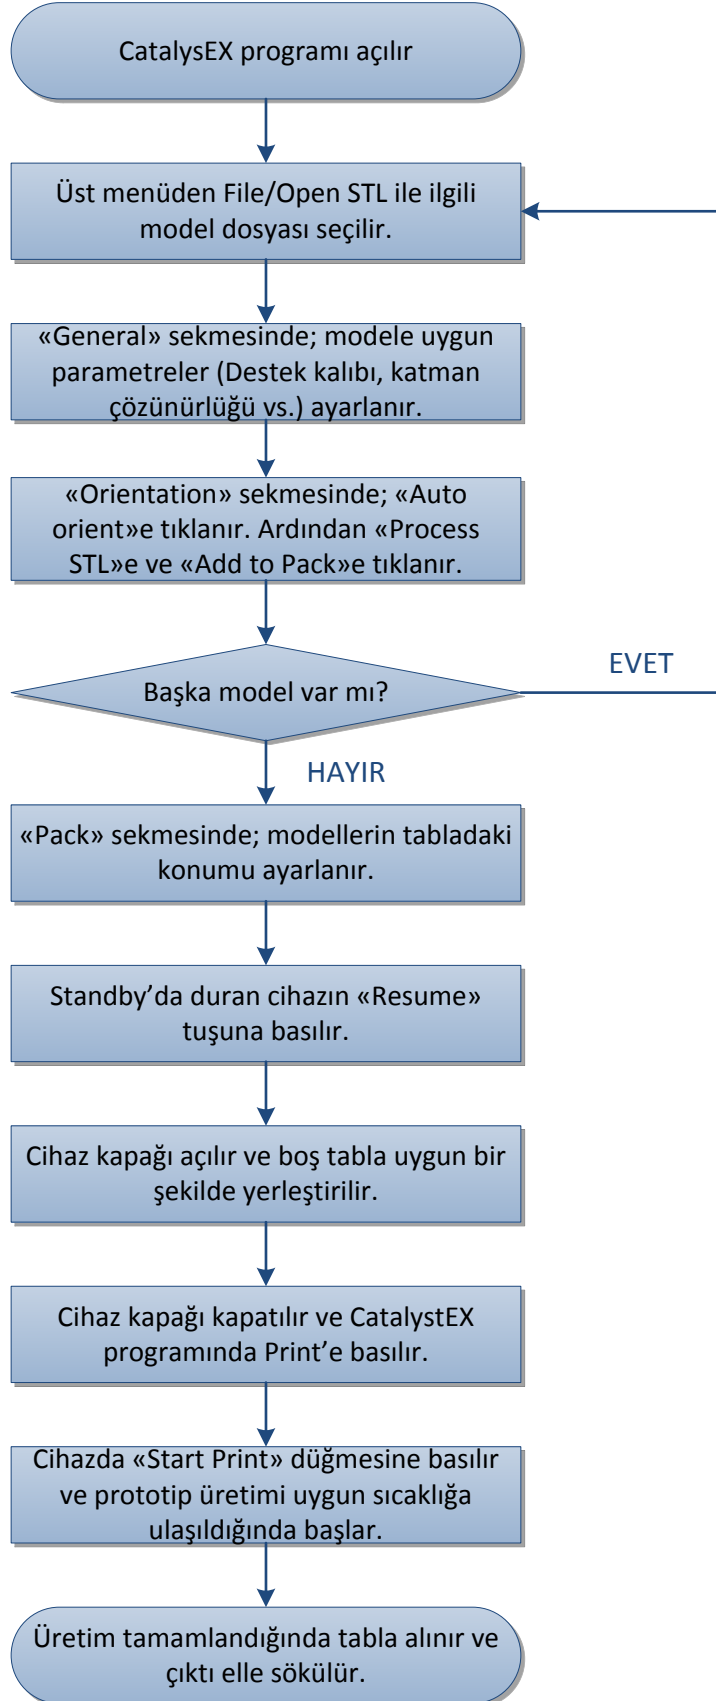 CatalysEX programı açılır
Üst menüden File/Open STL ile ilgili
model dosyası seçilir.
«General» sekmesinde; modele uygun
parametreler (Destek kalıbı, katman
çözünürlüğü vs.) ayarlanır.
«Orientation» sekmesinde; «Auto
orient»e tıklanır. Ardından «Process
STL»e ve «Add to Pack»e tıklanır.
Başka model var mı?
EVET
HAYIR
«Pack» sekmesinde; modellerin tabladaki
konumu ayarlanır.
Standby’da duran cihazın «Resume»
tuşuna basılır.
Cihaz kapağı açılır ve boş tabla uygun bir
şekilde yerleştirilir.
Cihaz kapağı kapatılır ve CatalystEX
programında Print’e basılır.
Cihazda «Start Print» düğmesine basılır
ve prototip üretimi uygun sıcaklığa
ulaşıldığında başlar.
Üretim tamamlandığında tabla alınır ve
çıktı elle sökülür.